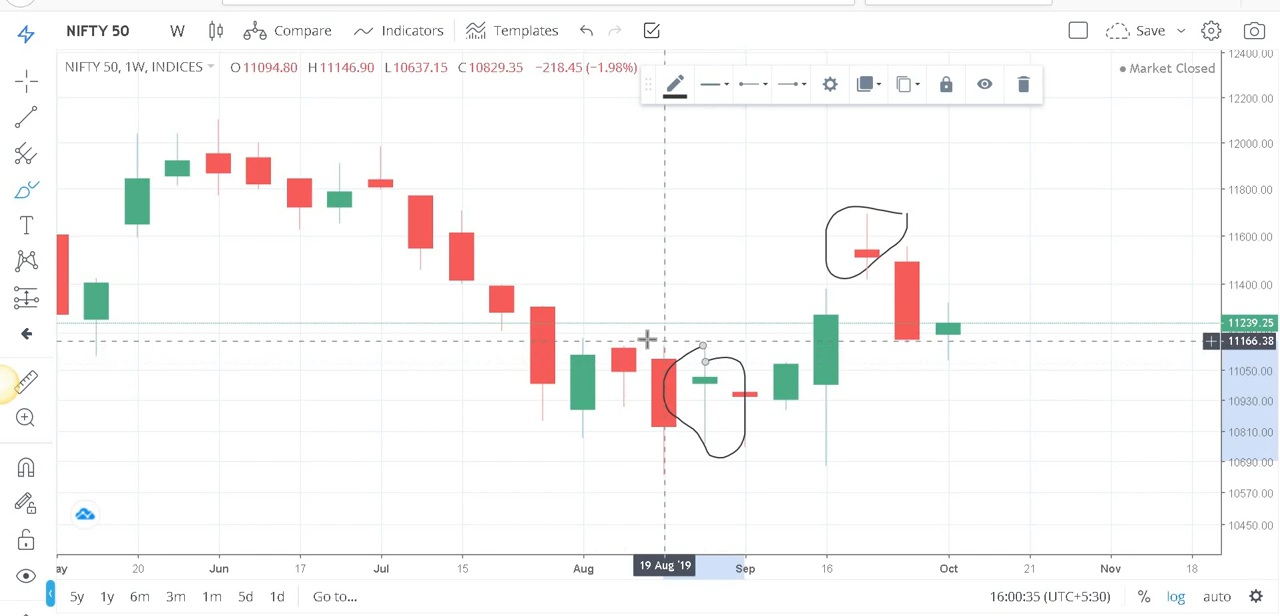 NIFTY 50 W Compare Indicators Templates Save
NIFTY 50, 1W, INDICES O11094.80 H11146.90 L10637.15 C10829.35 −218.45 (−1.98%)
Market Closed
12400.00
12200.00
12000.00
11800.00
11600.00
11400.00
11239.25
11166.38
11050.00
10930.00
10810.00
10690.00
10570.00
10450.00
ay 20 Jun 17 Jul 15 Aug 19 Aug '19 Sep 16 Oct 21 Nov 18
5y 1y 6m 3m 1m 5d 1d Go to... 16:00:35 (UTC+5:30) % log auto